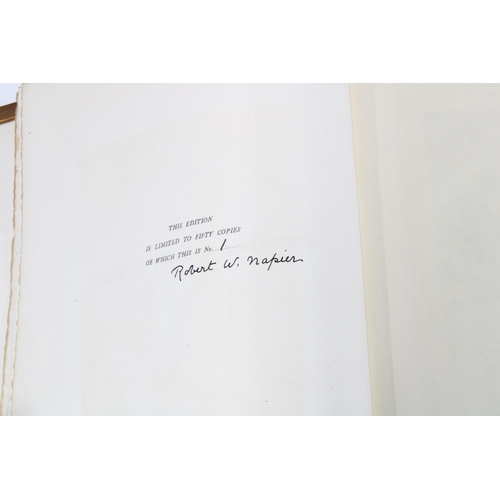 THIS EDITION
IS LIMITED TO FIFTY COPIES
OF WHICH THIS IS No. 1
Robert W. Napier